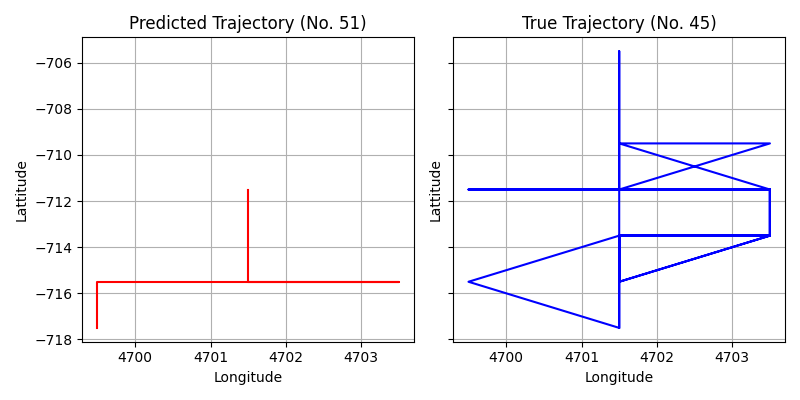 Predicted Trajectory (No. 51)
True Trajectory (No. 45)
−706
−708
−710
−712
−714
−716
−718
Lattitude
Lattitude
4700
4701
4702
4703
4700
4701
4702
4703
Longitude
Longitude